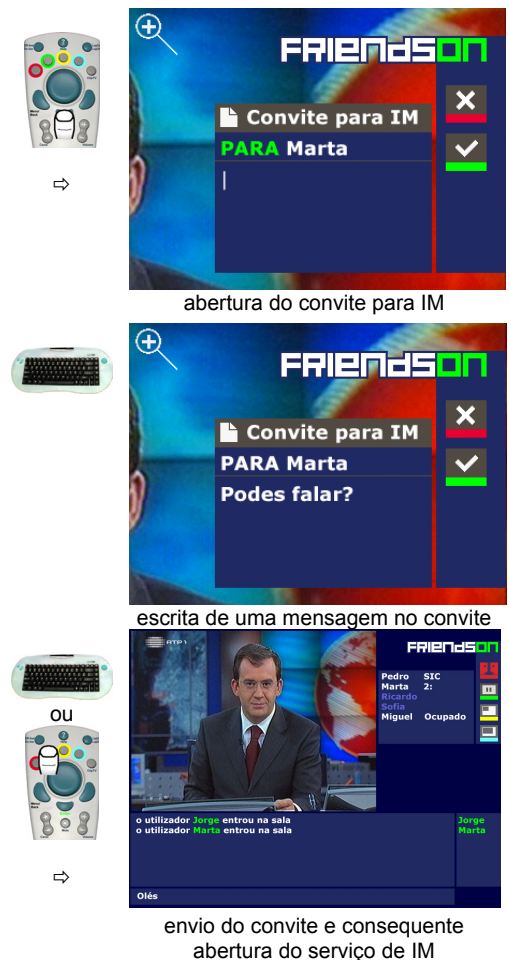 FRIENDSON
Convite para IM
PARA Marta
abertura do convite para IM
FRIENDSON
Convite para IM
PARA Marta
Podes falar?
escrita de uma mensagem no convite
ou
RTP1
FRIENDSON
Pedro SIC
Marta 2:
Ricardo
Sofia
Miguel Ocupado
o utilizador Jorge entrou na sala
o utilizador Marta entrou na sala
Jorge
Marta
Olés
envio do convite e consequente
abertura do serviço de IM